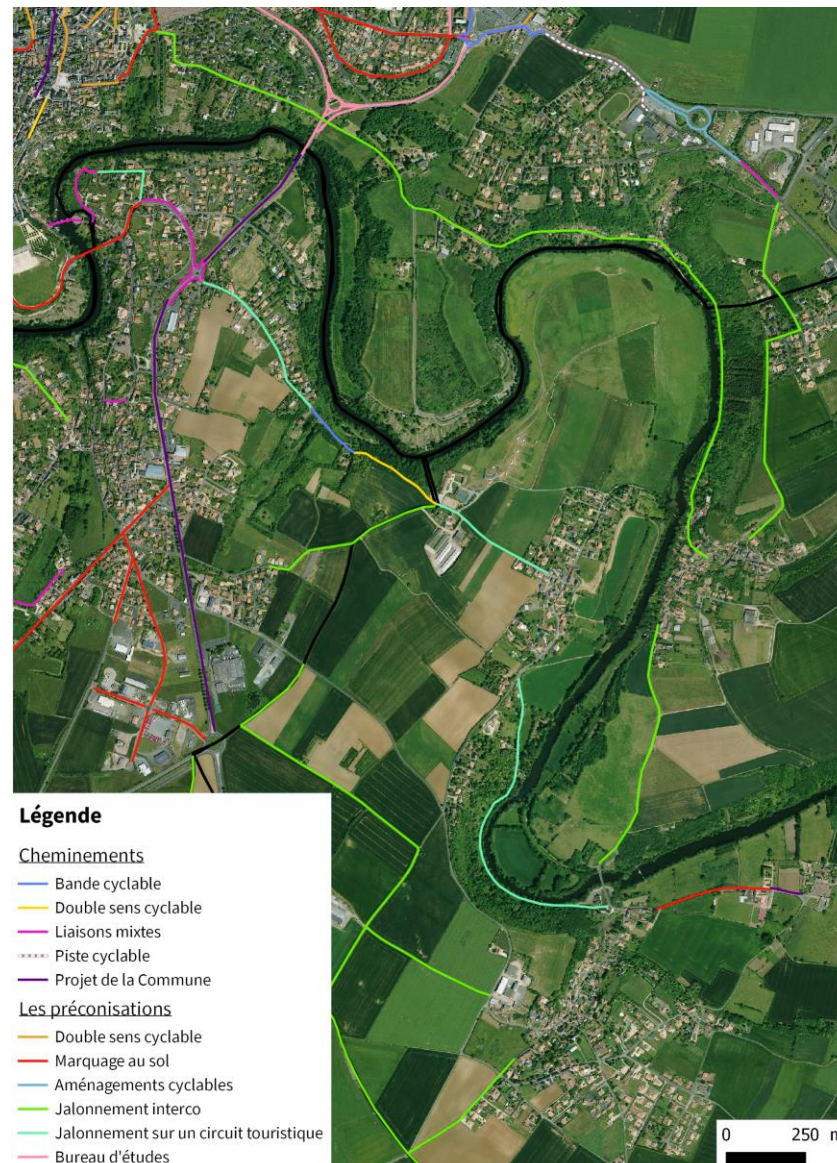 Légende
Cheminements
Bande cyclable
Double sens cyclable
Liaisons mixtes
Piste cyclable
Projet de la Commune
Les préconisations
Double sens cyclable
Marquage au sol
Aménagements cyclables
Jalonnement interco
Jalonnement sur un circuit touristique
Bureau d'études
0 250 m